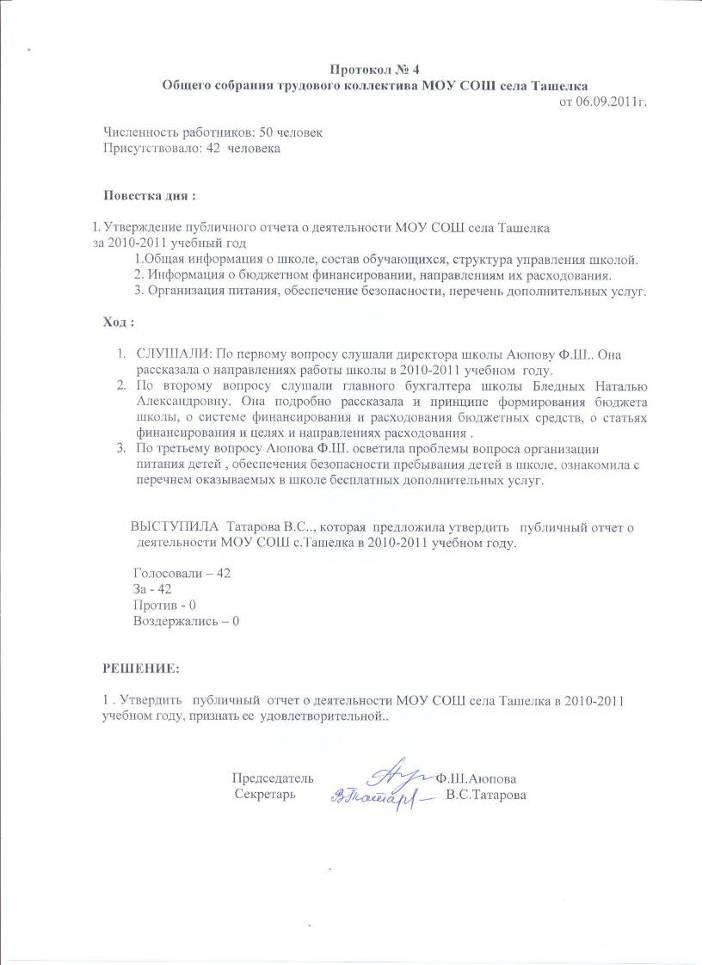 Протокол № 4
Общего собрания трудового коллектива МОУ СОШ села Ташелка
от 06.09.2011г.
Численность работников: 50 человек
Присутствовало: 42 человека
Повестка дня :
1. Утверждение публичного отчета о деятельности МОУ СОШ села Ташелка
за 2010-2011 учебный год
1.Общая информация о школе, состав обучающихся, структура управления школой.
2. Информация о бюджетном финансировании, направлениям их расходования.
3. Организация питания, обеспечение безопасности, перечень дополнительных услуг.
Ход :
1. СЛУШАЛИ: По первому вопросу слушали директора школы Аюпову Ф.Ш.. Она
рассказала о направлениях работы школы в 2010-2011 учебном году.
2. По второму вопросу слушали главного бухгалтера школы Бледных Наталью
Александровну. Она подробно рассказала и принципе формирования бюджета
школы, о системе финансирования и расходования бюджетных средств, о статьях
финансирования и целях и направлениях расходования .
3. По третьему вопросу Аюпова Ф.Ш. осветила проблемы вопроса организации
питания детей , обеспечения безопасности пребывания детей в школе, ознакомила с
перечнем оказываемых в школе бесплатных дополнительных услуг.
ВЫСТУПИЛА Татарова В.С.., которая предложила утвердить публичный отчет о
деятельности МОУ СОШ с.Ташелка в 2010-2011 учебном году.
Голосовали – 42
За - 42
Против - 0
Воздержались – 0
РЕШЕНИЕ:
1 . Утвердить публичный отчет о деятельности МОУ СОШ села Ташелка в 2010-2011
учебном году, признать ее удовлетворительной..
Председатель Ф.Ш.Аюпова
Секретарь ВТатар В.С.Татарова